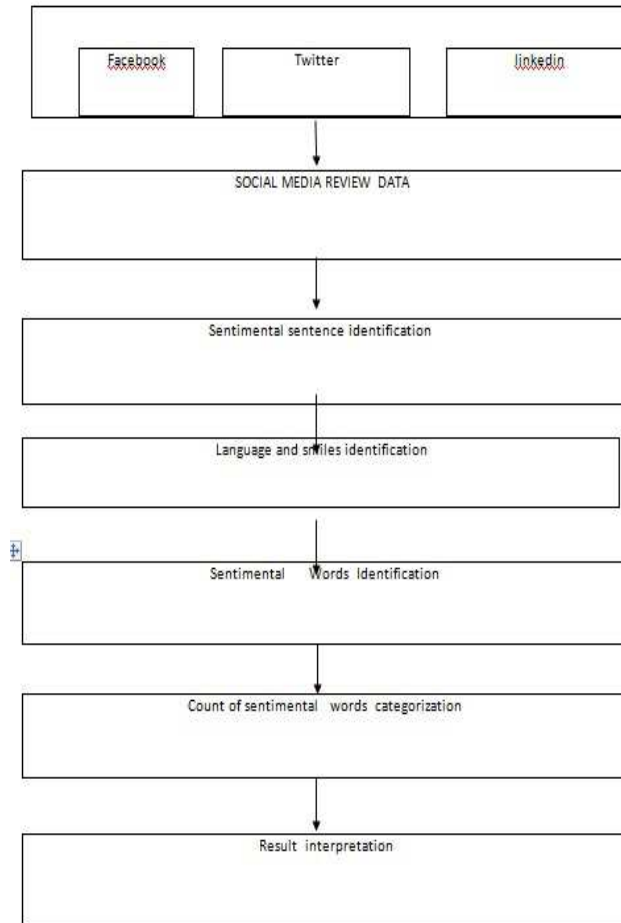 Facebook Twitter linkedin
SOCIAL MEDIA REVIEW DATA
Sentimental sentence identification
Language and smiles identification
Sentimental Words Identification
Count of sentimental words categorization
Result interpretation